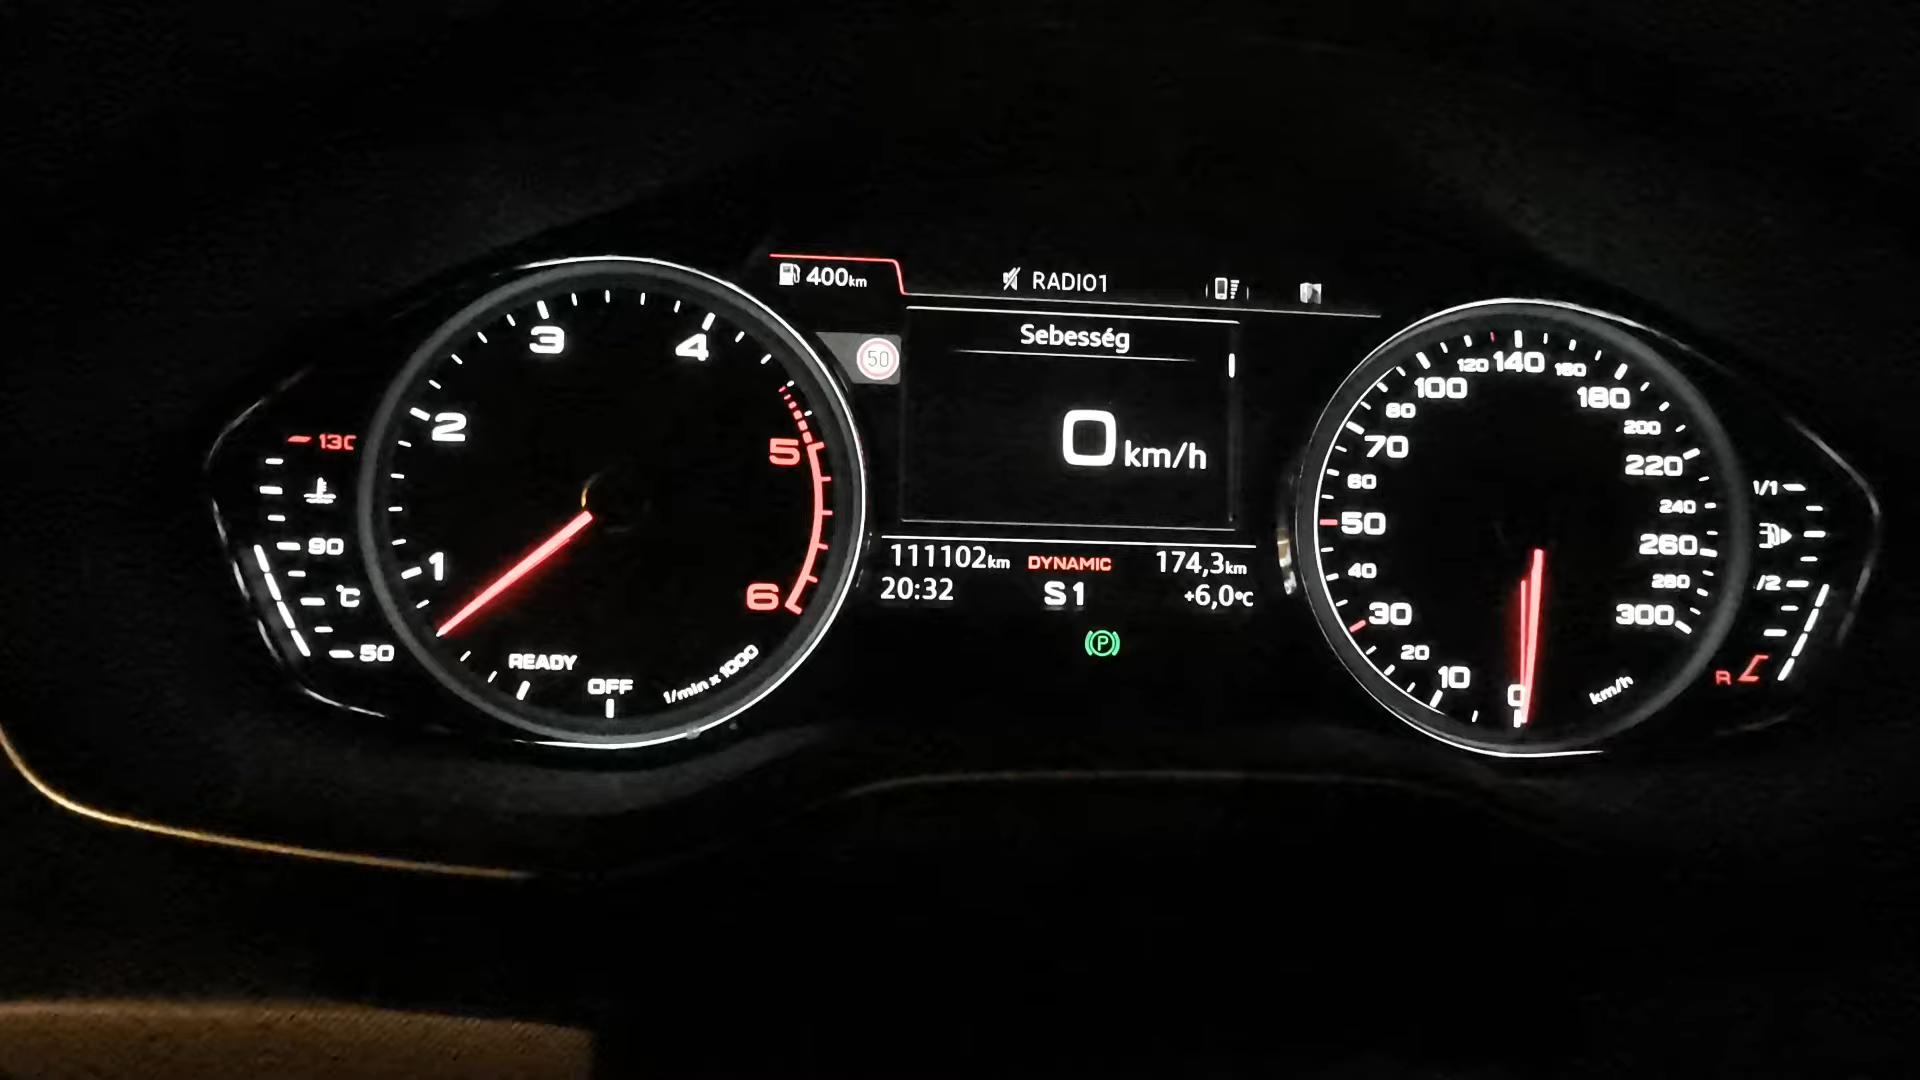 400km
RADIO1
50
Sebesség
0 km/h
111102km
DYNAMIC
174,3km
20:32
S1
+6,0°C
P
1
2
3
4
5
6
READY
OFF
1/min x 1000
130
90
°C
50
0
10
20
30
40
50
60
70
80
100
120
140
160
180
200
220
240
260
280
300
km/h
1/1
/2
R